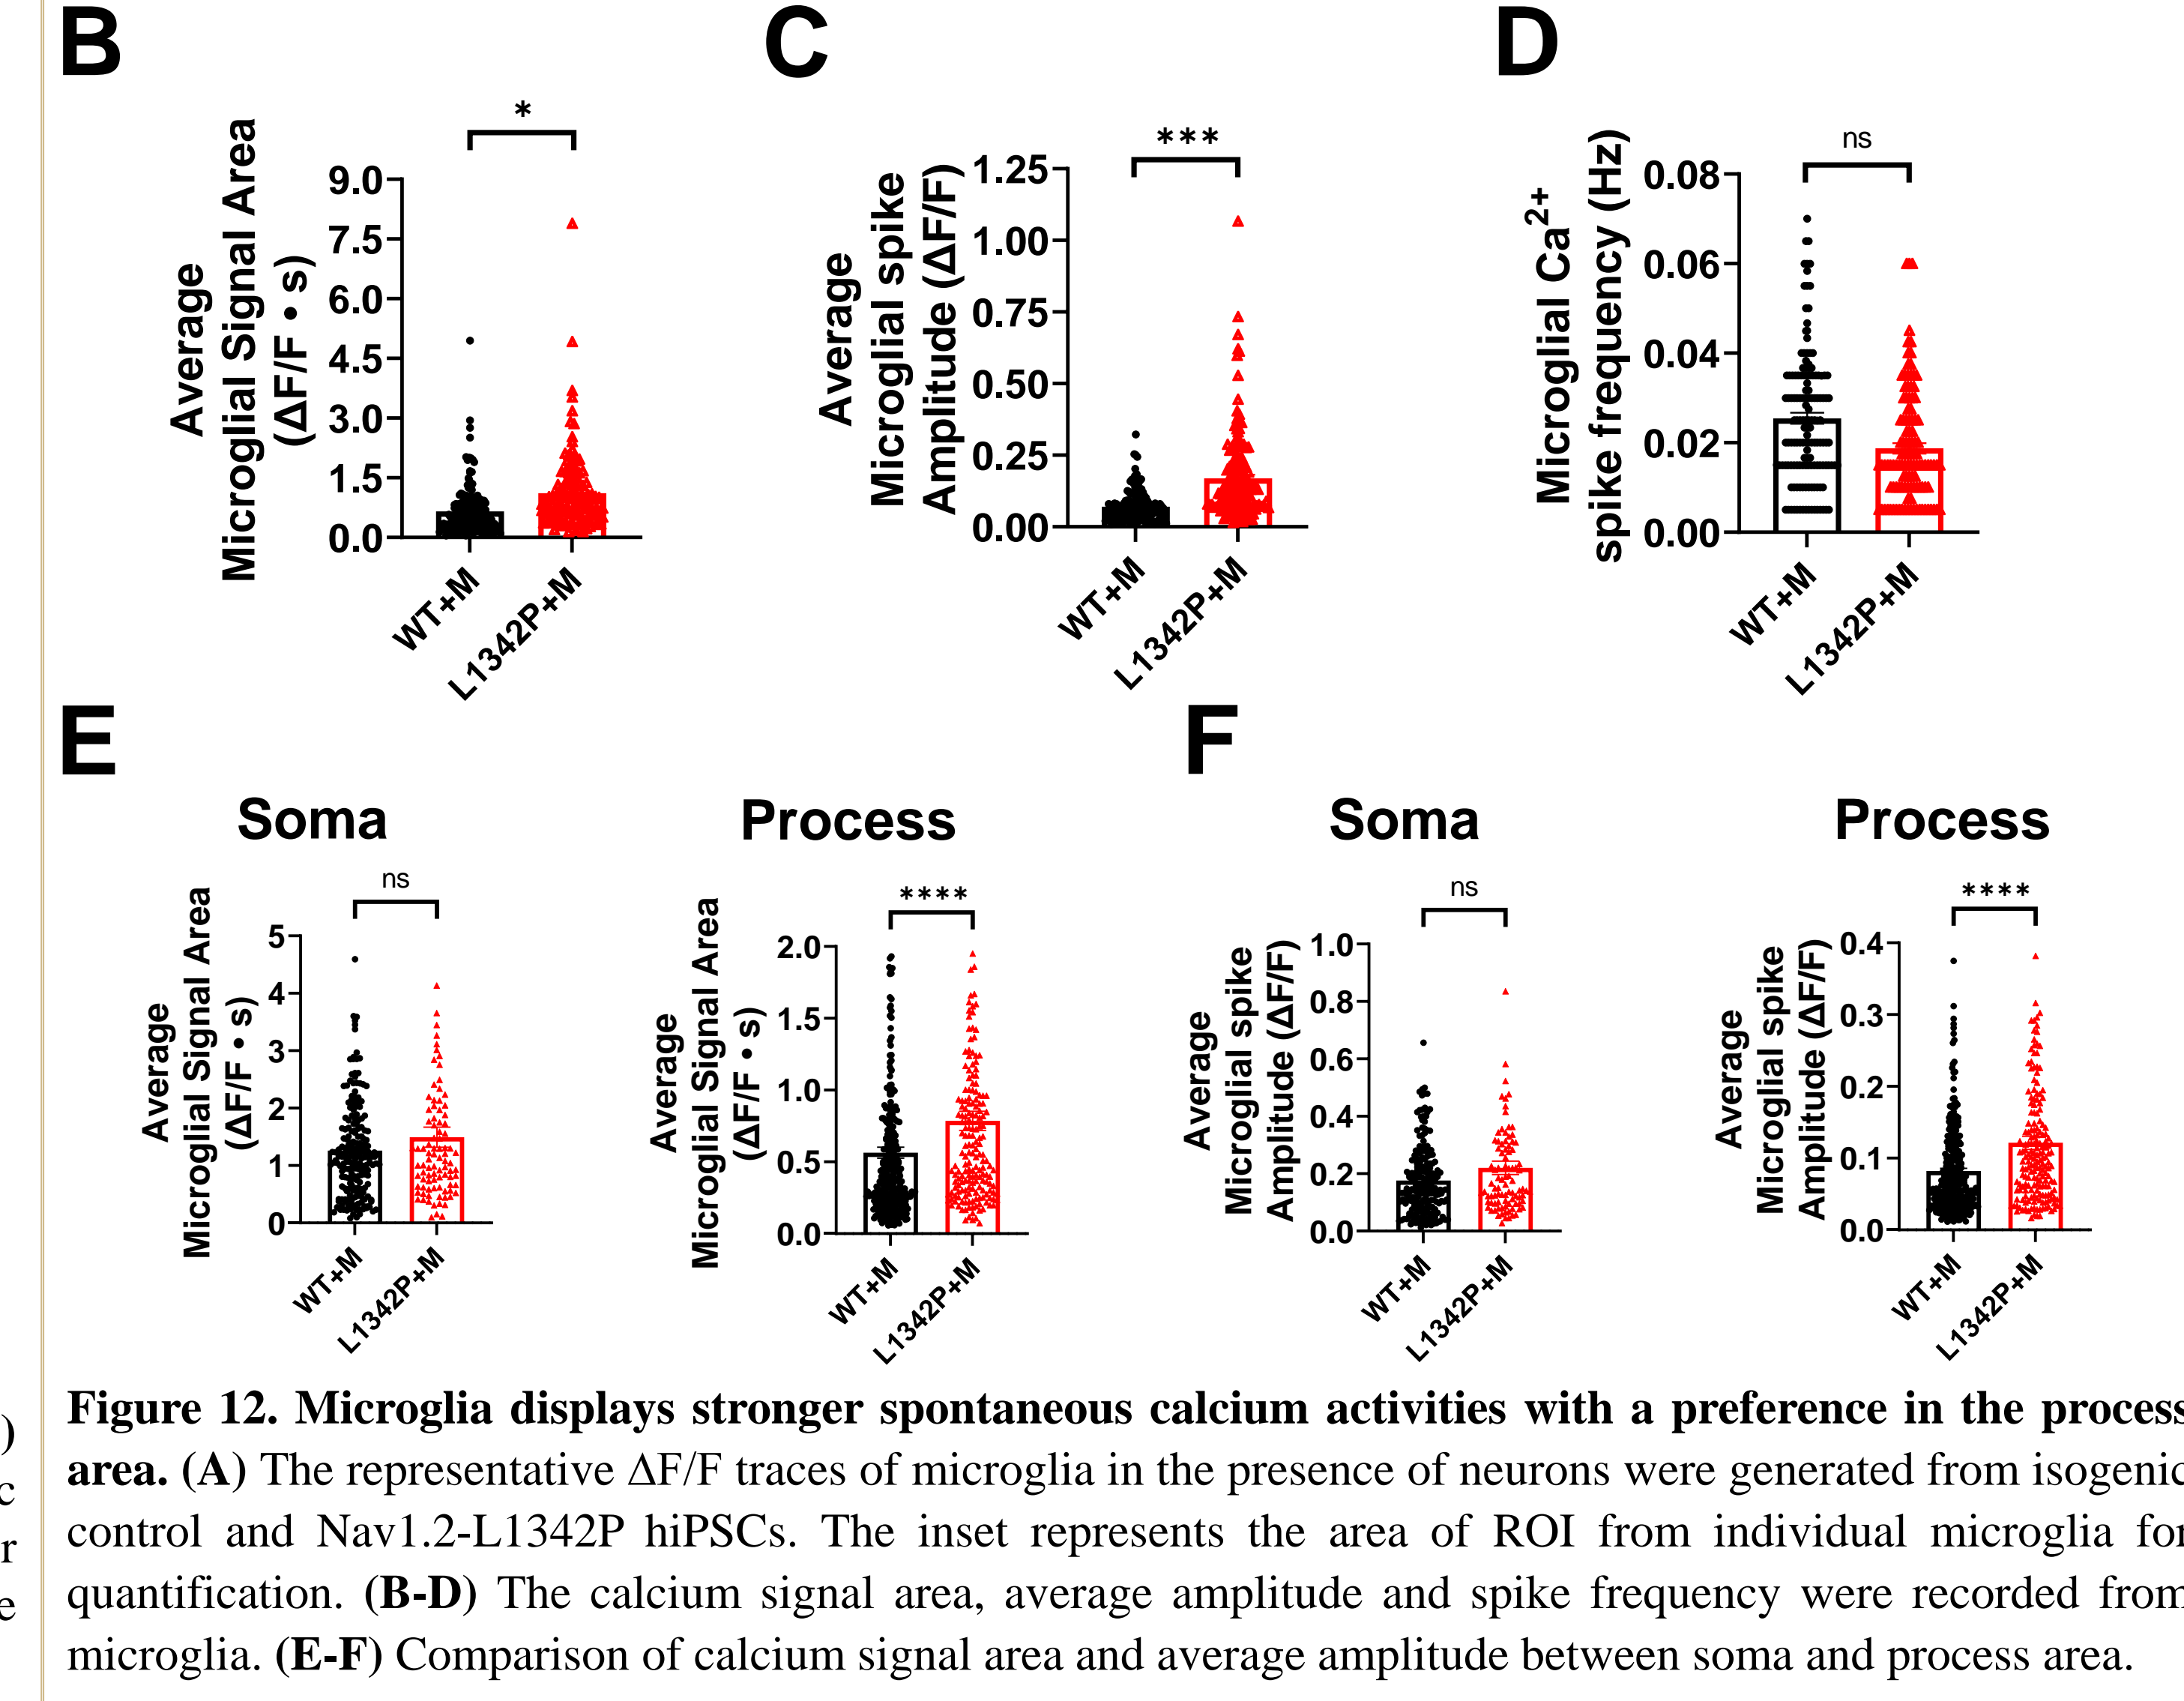 B
*
Average
Microglial Signal Area
(ΔF/F • s)
9.0
7.5
6.0
4.5
3.0
1.5
0.0
WT+M
L1342P+M
C
***
Average
Microglial spike
Amplitude (ΔF/F)
1.25
1.00
0.75
0.50
0.25
0.00
WT+M
L1342P+M
D
ns
Microglial Ca2+
spike frequency (Hz)
0.08
0.06
0.04
0.02
0.00
WT+M
L1342P+M
E
Soma
ns
Average
Microglial Signal Area
(ΔF/F • s)
5
4
3
2
1
0
WT+M
L1342P+M
Process
****
Average
Microglial Signal Area
(ΔF/F • s)
2.0
1.5
1.0
0.5
0.0
WT+M
L1342P+M
F
Soma
ns
Average
Microglial spike
Amplitude (ΔF/F)
1.0
0.8
0.6
0.4
0.2
0.0
WT+M
L1342P+M
Process
****
Average
Microglial spike
Amplitude (ΔF/F)
0.4
0.3
0.2
0.1
0.0
WT+M
L1342P+M
)
c
r
e
Figure 12. Microglia displays stronger spontaneous calcium activities with a preference in the process
area. (A) The representative ΔF/F traces of microglia in the presence of neurons were generated from isogenic
control and Nav1.2-L1342P hiPSCs. The inset represents the area of ROI from individual microglia for
quantification. (B-D) The calcium signal area, average amplitude and spike frequency were recorded from
microglia. (E-F) Comparison of calcium signal area and average amplitude between soma and process area.